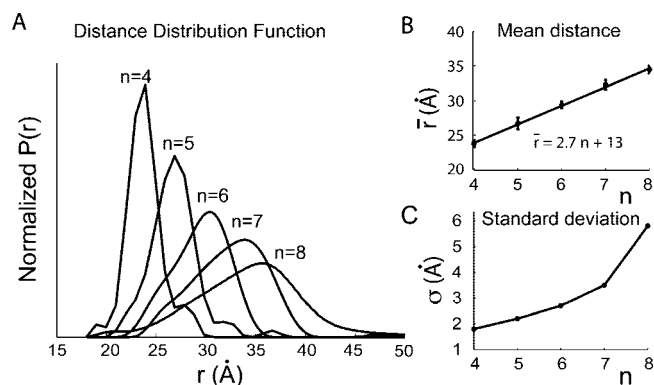 A
Distance Distribution Function
Normalized P(r)
n=4
n=5
n=6
n=7
n=8
15 20 25 30 35 40 45 50
r (Å)
B
Mean distance
r̄ (Å)
40
35
30
25
20
r̄ = 2.7 n + 13
4 5 6 7 8
n
C
Standard deviation
σ (Å)
6
5
4
3
2
1
4 5 6 7 8
n